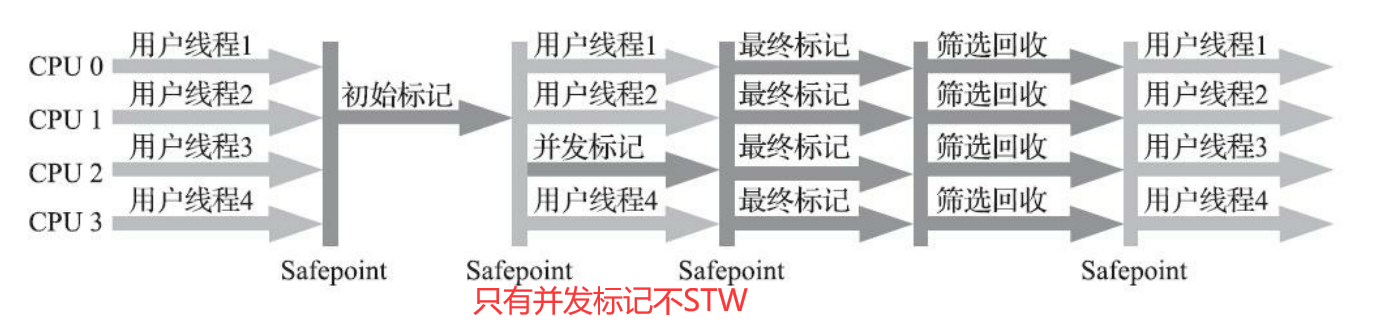 CPU 0 用户线程1 用户线程1 最终标记 筛选回收 用户线程1
初始标记
CPU 1 用户线程2 用户线程2 最终标记 筛选回收 用户线程2
CPU 2 用户线程3 并发标记 最终标记 筛选回收 用户线程3
CPU 3 用户线程4 用户线程4 最终标记 筛选回收 用户线程4
Safepoint Safepoint Safepoint Safepoint
只有并发标记不STW